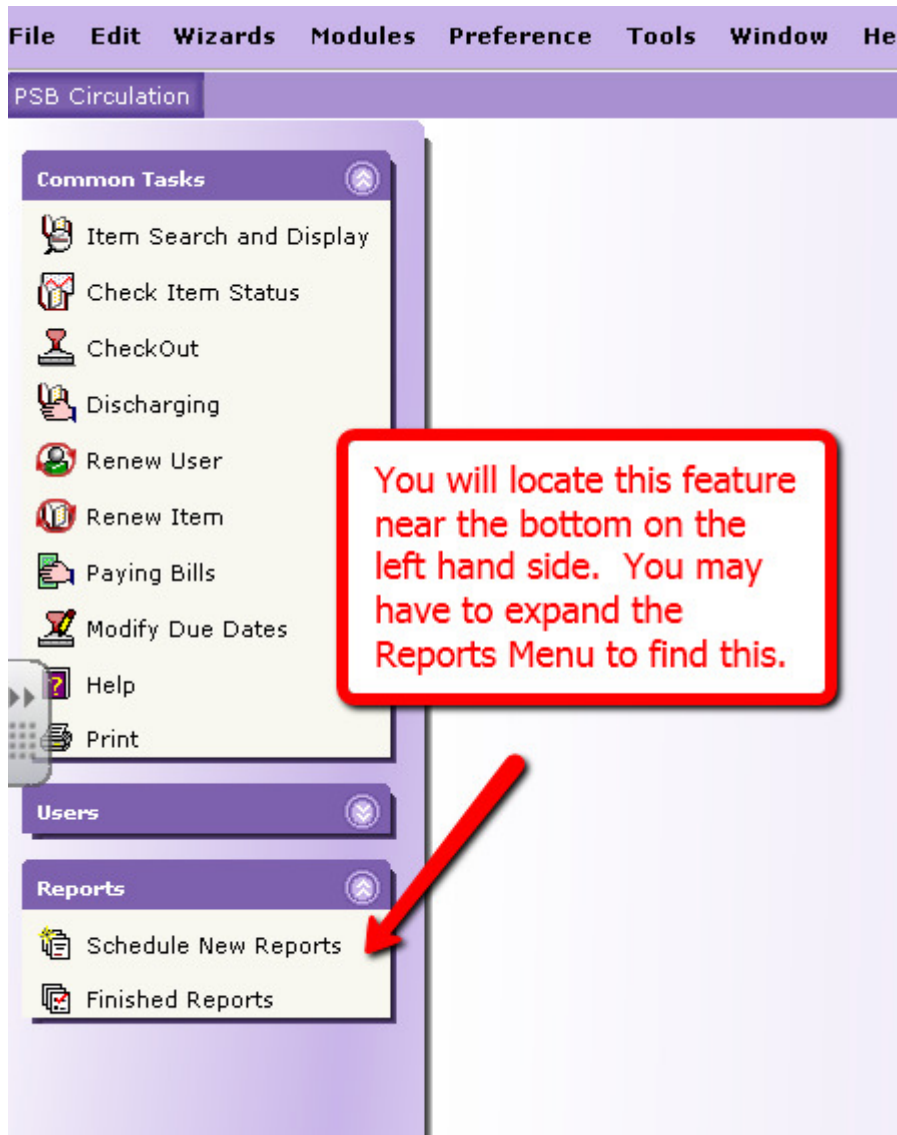 File Edit Wizards Modules Preference Tools Window He
PSB Circulation
Common Tasks
Item Search and Display
Check Item Status
CheckOut
Discharging
Renew User
Renew Item
Paying Bills
Modify Due Dates
Help
Print
You will locate this feature
near the bottom on the
left hand side. You may
have to expand the
Reports Menu to find this.
Users
Reports
Schedule New Reports
Finished Reports